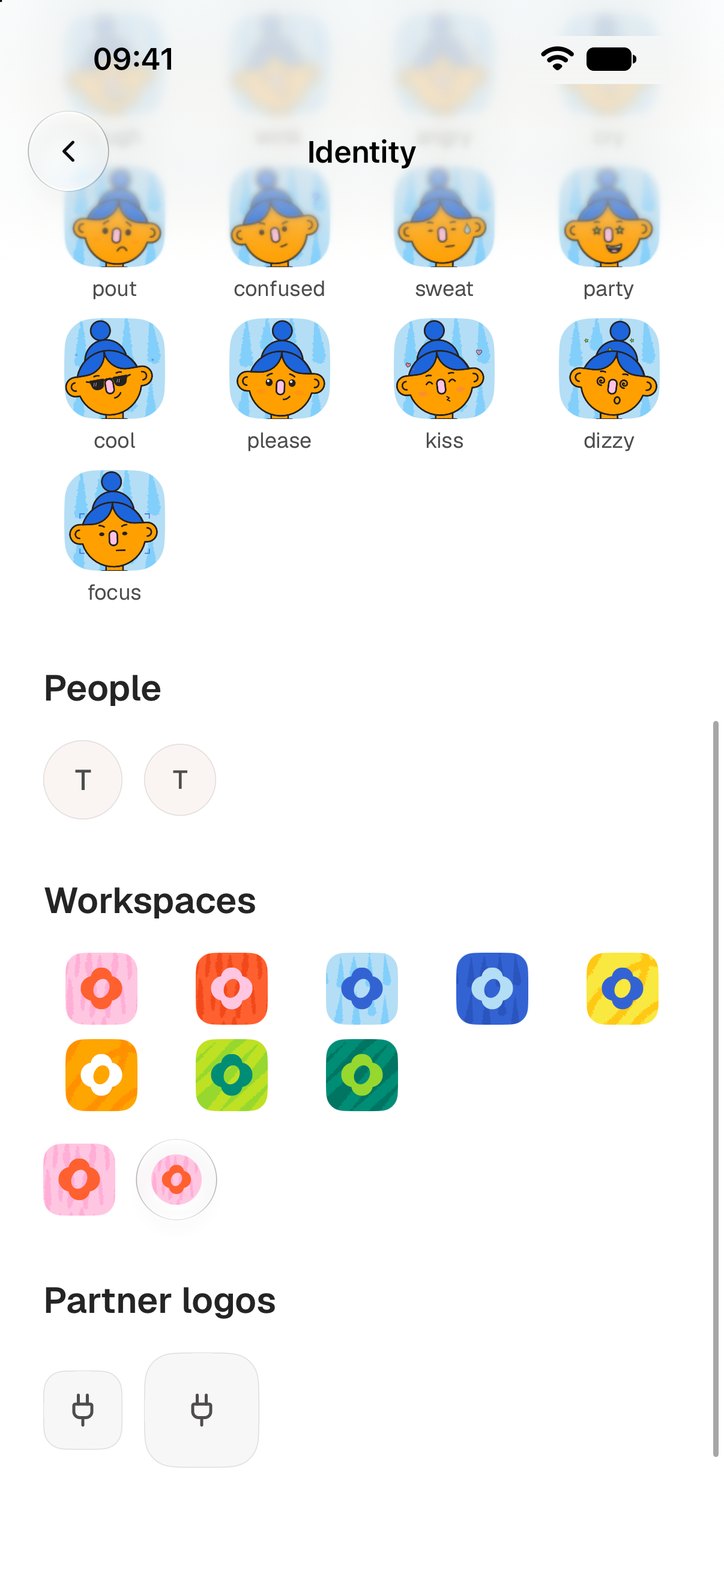 09:41
Identity
pout confused sweat party
cool please kiss dizzy
focus
People
T T
Workspaces
Partner logos